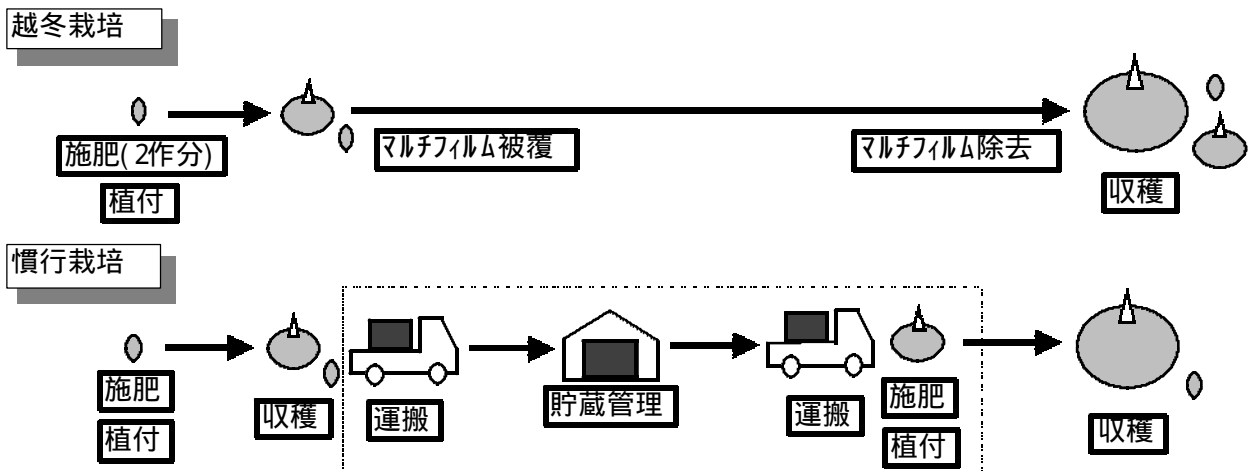 越冬栽培
施肥(2作分)
植付
ﾏﾙﾁﾌｨﾙﾑ被覆
ﾏﾙﾁﾌｨﾙﾑ除去
収穫
慣行栽培
施肥
植付
収穫
運搬
貯蔵管理
運搬
施肥
植付
収穫